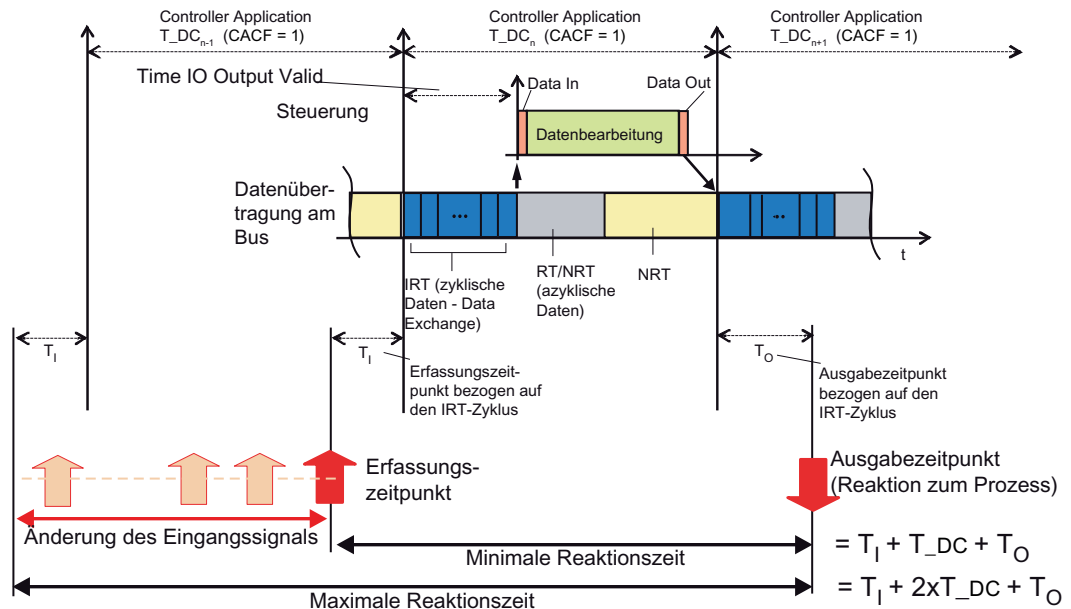 Controller Application
T_DCn-1 (CACF = 1)
Controller Application
T_DCn (CACF = 1)
Controller Application
T_DCn+1 (CACF = 1)
Time IO Output Valid
Data In
Data Out
Steuerung
Datenbearbeitung
Datenüber-
tragung am
Bus
...
...
t
IRT (zyklische
Daten - Data
Exchange)
RT/NRT
(azyklische
Daten)
NRT
TI
TI
TO
Erfassungszeit-
punkt bezogen auf
den IRT-Zyklus
Ausgabezeitpunkt
bezogen auf den
IRT-Zyklus
Erfassungs-
zeitpunkt
Ausgabezeitpunkt
(Reaktion zum Prozess)
Änderung des Eingangssignals
Minimale Reaktionszeit
= TI + T_DC + TO
Maximale Reaktionszeit
= TI + 2xT_DC + TO